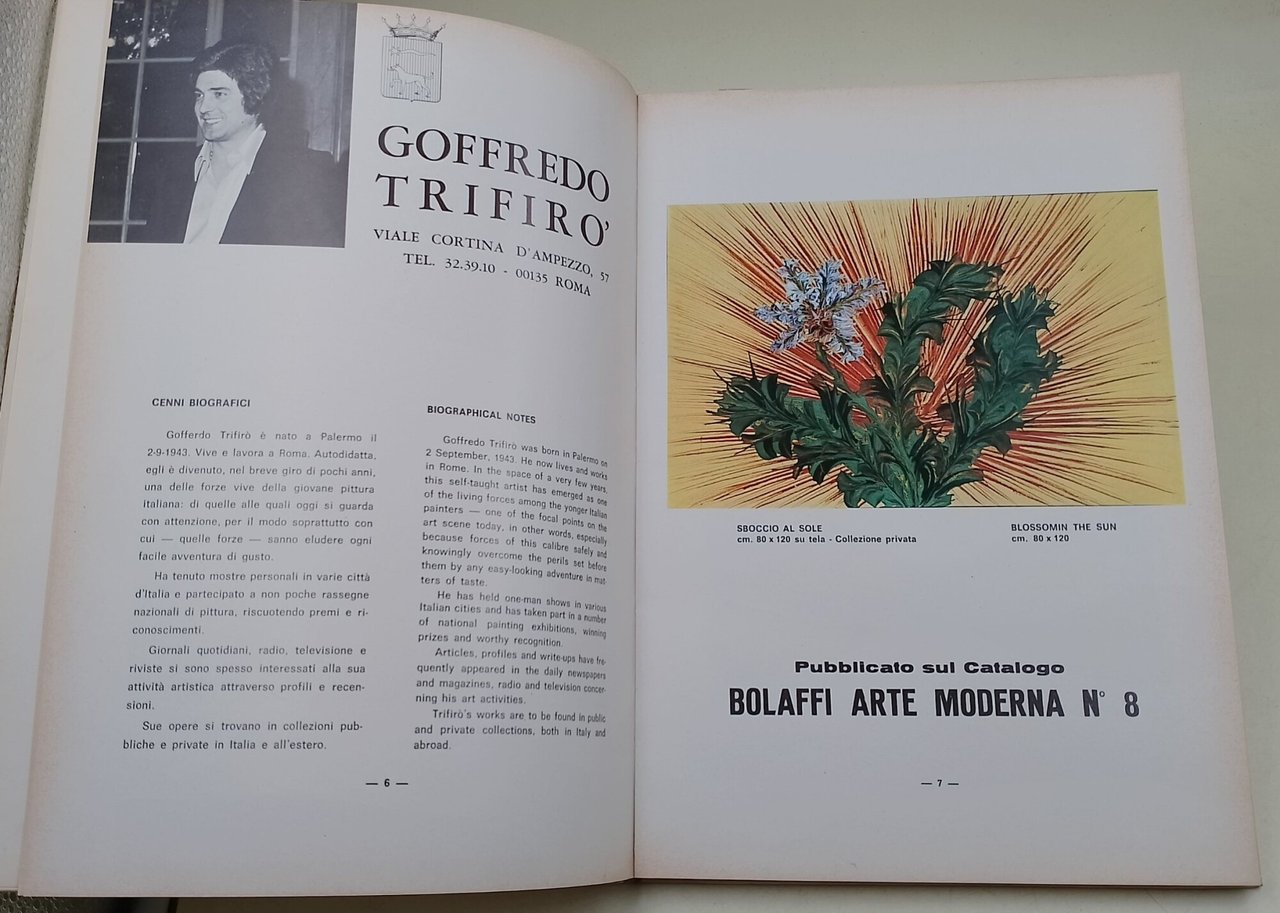 GOFFREDO
TRIFIRO'
VIALE CORTINA D'AMPEZZO, 57
TEL. 32.39.10 - 00135 ROMA
CENNI BIOGRAFICI
Gofferdo Trifirò è nato a Palermo il
2-9-1943. Vive e lavora a Roma. Autodidatta,
egli è divenuto, nel breve giro di pochi anni,
una delle forze vive della giovane pittura
italiana: di quelle alle quali oggi si guarda
con attenzione, per il modo soprattutto con
cui — quelle forze — sanno eludere ogni
facile avventura di gusto.
Ha tenuto mostre personali in varie città
d'Italia e partecipato a non poche rassegne
nazionali di pittura, riscuotendo premi e ri-
conoscimenti.
Giornali quotidiani, radio, televisione e
riviste si sono spesso interessati alla sua
attività artistica attraverso profili e recen-
sioni.
Sue opere si trovano in collezioni pub-
bliche e private in Italia e all'estero.
BIOGRAPHICAL NOTES
Goffredo Trifirò was born in Palermo on
2 September, 1943. He now lives and works
in Rome. In the space of a very few years,
this self-taught artist has emerged as one
of the living forces among the yonger Italian
painters — one of the focal points on the
art scene today, in other words, especially
because forces of this calibre safely and
knowingly overcome the perils set before
them by any easy-looking adventure in mat-
ters of taste.
He has held one-man shows in various
Italian cities and has taken part in a number
of national painting exhibitions, winning
prizes and worthy recognition.
Articles, profiles and write-ups have fre-
quently appeared in the daily newspapers
and magazines, radio and television concer-
ning his art activities.
Trifirò's works are to be found in public
and private collections, both in Italy and
abroad.
— 6 —
SBOCCIO AL SOLE
cm. 80 x 120 su tela - Collezione privata
BLOSSOMIN THE SUN
cm. 80 x 120
Pubblicato sul Catalogo
BOLAFFI ARTE MODERNA N° 8
— 7 —